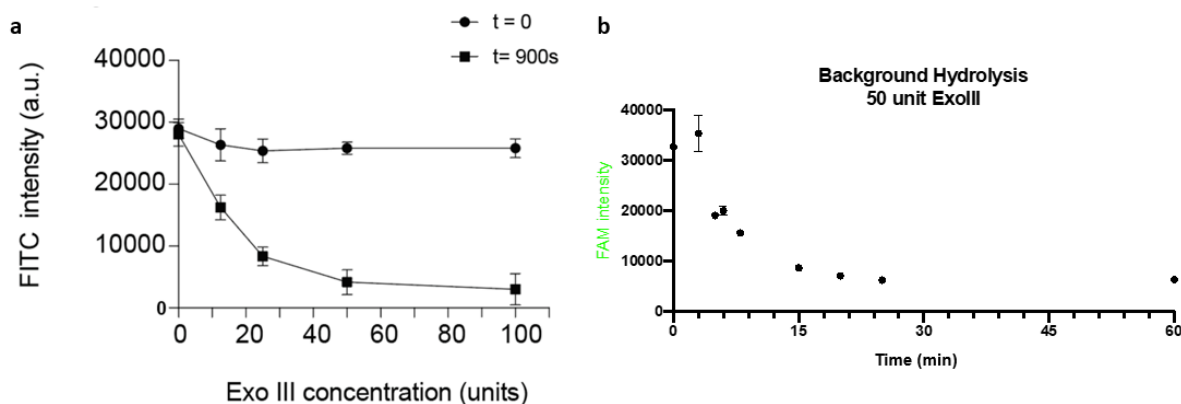 a
t = 0
t= 900s
40000
30000
20000
10000
0
FITC intensity (a.u.)
0 20 40 60 80 100
Exo III concentration (units)
b
Background Hydrolysis
50 unit ExoIII
40000
30000
20000
10000
0
FAM intensity
0 15 30 45 60
Time (min)